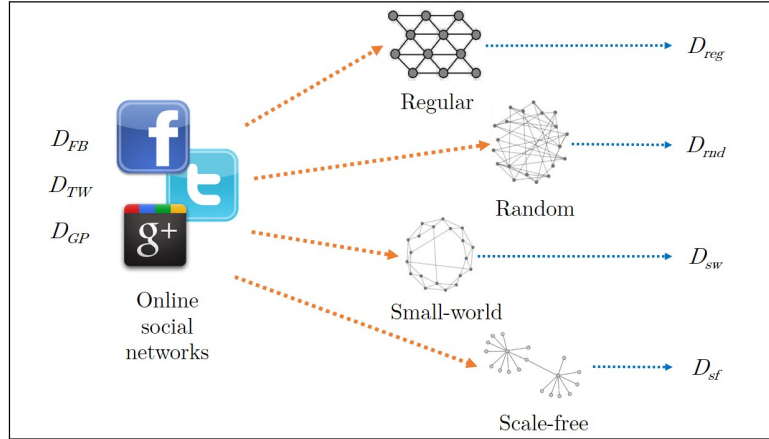 D_reg
Regular
D_FB
f
D_rnd
D_TW
t
Random
D_GP
g+
D_sw
Online
social
networks
Small-world
D_sf
Scale-free